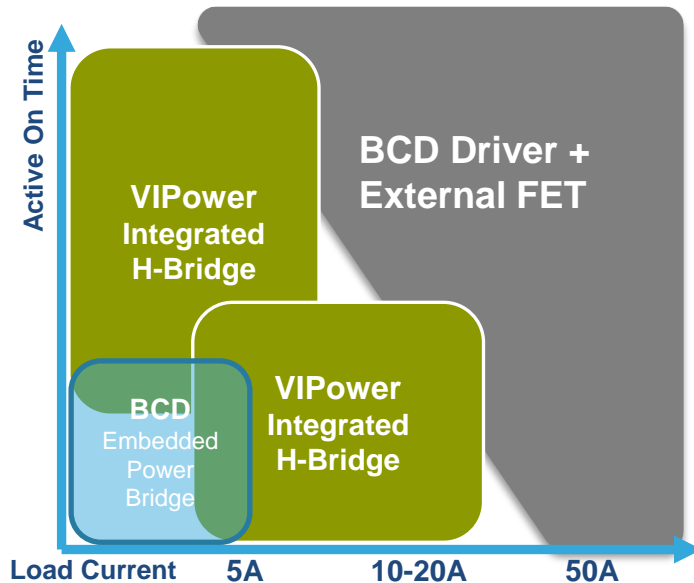 Active On Time
BCD Driver +
External FET
VIPower
Integrated
H-Bridge
VIPower
Integrated
H-Bridge
BCD
Embedded
Power
Bridge
Load Current
5A
10-20A
50A